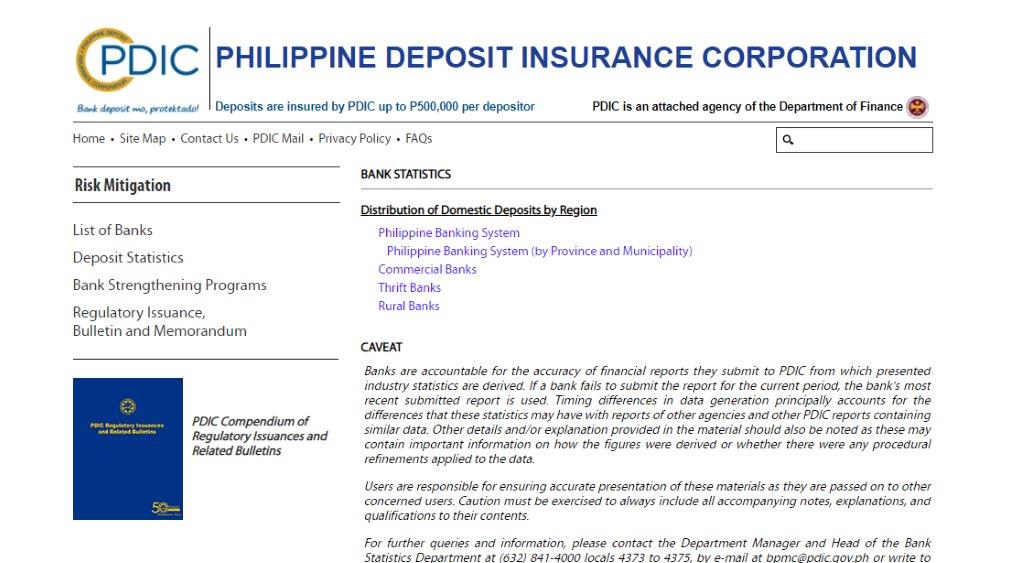 PDIC
Bank deposit mo, protektado!
PHILIPPINE DEPOSIT INSURANCE CORPORATION
Deposits are insured by PDIC up to P500,000 per depositor
PDIC is an attached agency of the Department of Finance
Home • Site Map • Contact Us • PDIC Mail • Privacy Policy • FAQs
Risk Mitigation
List of Banks
Deposit Statistics
Bank Strengthening Programs
Regulatory Issuance,
Bulletin and Memorandum
PDIC Regulatory Issuances
and Related Bulletins
PDIC Compendium of
Regulatory Issuances and
Related Bulletins
BANK STATISTICS
Distribution of Domestic Deposits by Region
Philippine Banking System
Philippine Banking System (by Province and Municipality)
Commercial Banks
Thrift Banks
Rural Banks
CAVEAT
Banks are accountable for the accuracy of financial reports they submit to PDIC from which presented
industry statistics are derived. If a bank fails to submit the report for the current period, the bank's most
recent submitted report is used. Timing differences in data generation principally accounts for the
differences that these statistics may have with reports of other agencies and other PDIC reports containing
similar data. Other details and/or explanation provided in the material should also be noted as these may
contain important information on how the figures were derived or whether there were any procedural
refinements applied to the data.
Users are responsible for ensuring accurate presentation of these materials as they are passed on to other
concerned users. Caution must be exercised to always include all accompanying notes, explanations, and
qualifications to their contents.
For further queries and information, please contact the Department Manager and Head of the Bank
Statistics Department at (632) 841-4000 locals 4373 to 4375, by e-mail at bpmc@pdic.gov.ph or write to